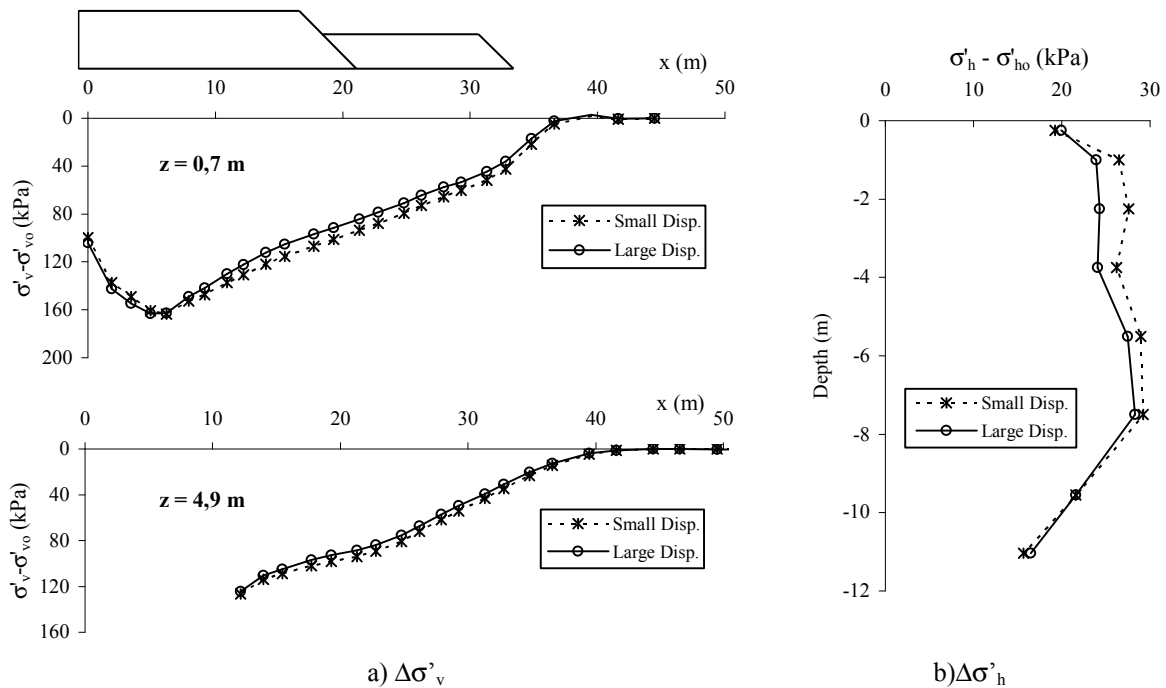 x (m)
0 10 20 30 40 50
0
40
80
120
160
200
σ'v-σ'vo (kPa)
z = 0,7 m
Small Disp.
Large Disp.
x (m)
0 10 20 30 40 50
0
40
80
120
160
σ'v-σ'vo (kPa)
z = 4,9 m
Small Disp.
Large Disp.
a) Δσ'v
σ'h - σ'ho (kPa)
0 10 20 30
0
-2
-4
-6
-8
-10
-12
Depth (m)
Small Disp.
Large Disp.
b)Δσ'h